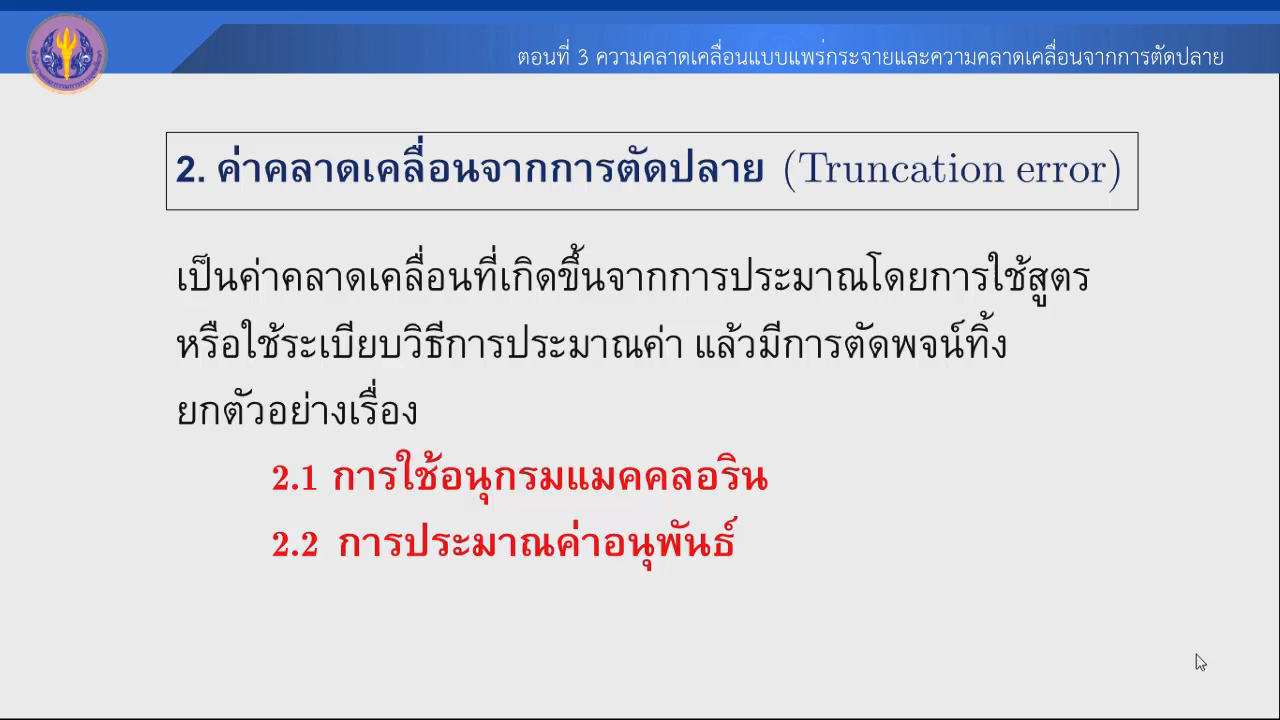 ตอนที่ 3 ความคลาดเคลื่อนแบบแพร่กระจายและความคลาดเคลื่อนจากการตัดปลาย
2. ค่าคลาดเคลื่อนจากการตัดปลาย (Truncation error)
เป็นค่าคลาดเคลื่อนที่เกิดขึ้นจากการประมาณโดยการใช้สูตร
หรือใช้ระเบียบวิธีการประมาณค่า แล้วมีการตัดพจน์ทิ้ง
ยกตัวอย่างเรื่อง
2.1 การใช้อนุกรมแมคคลอริน
2.2 การประมาณค่าอนุพันธ์